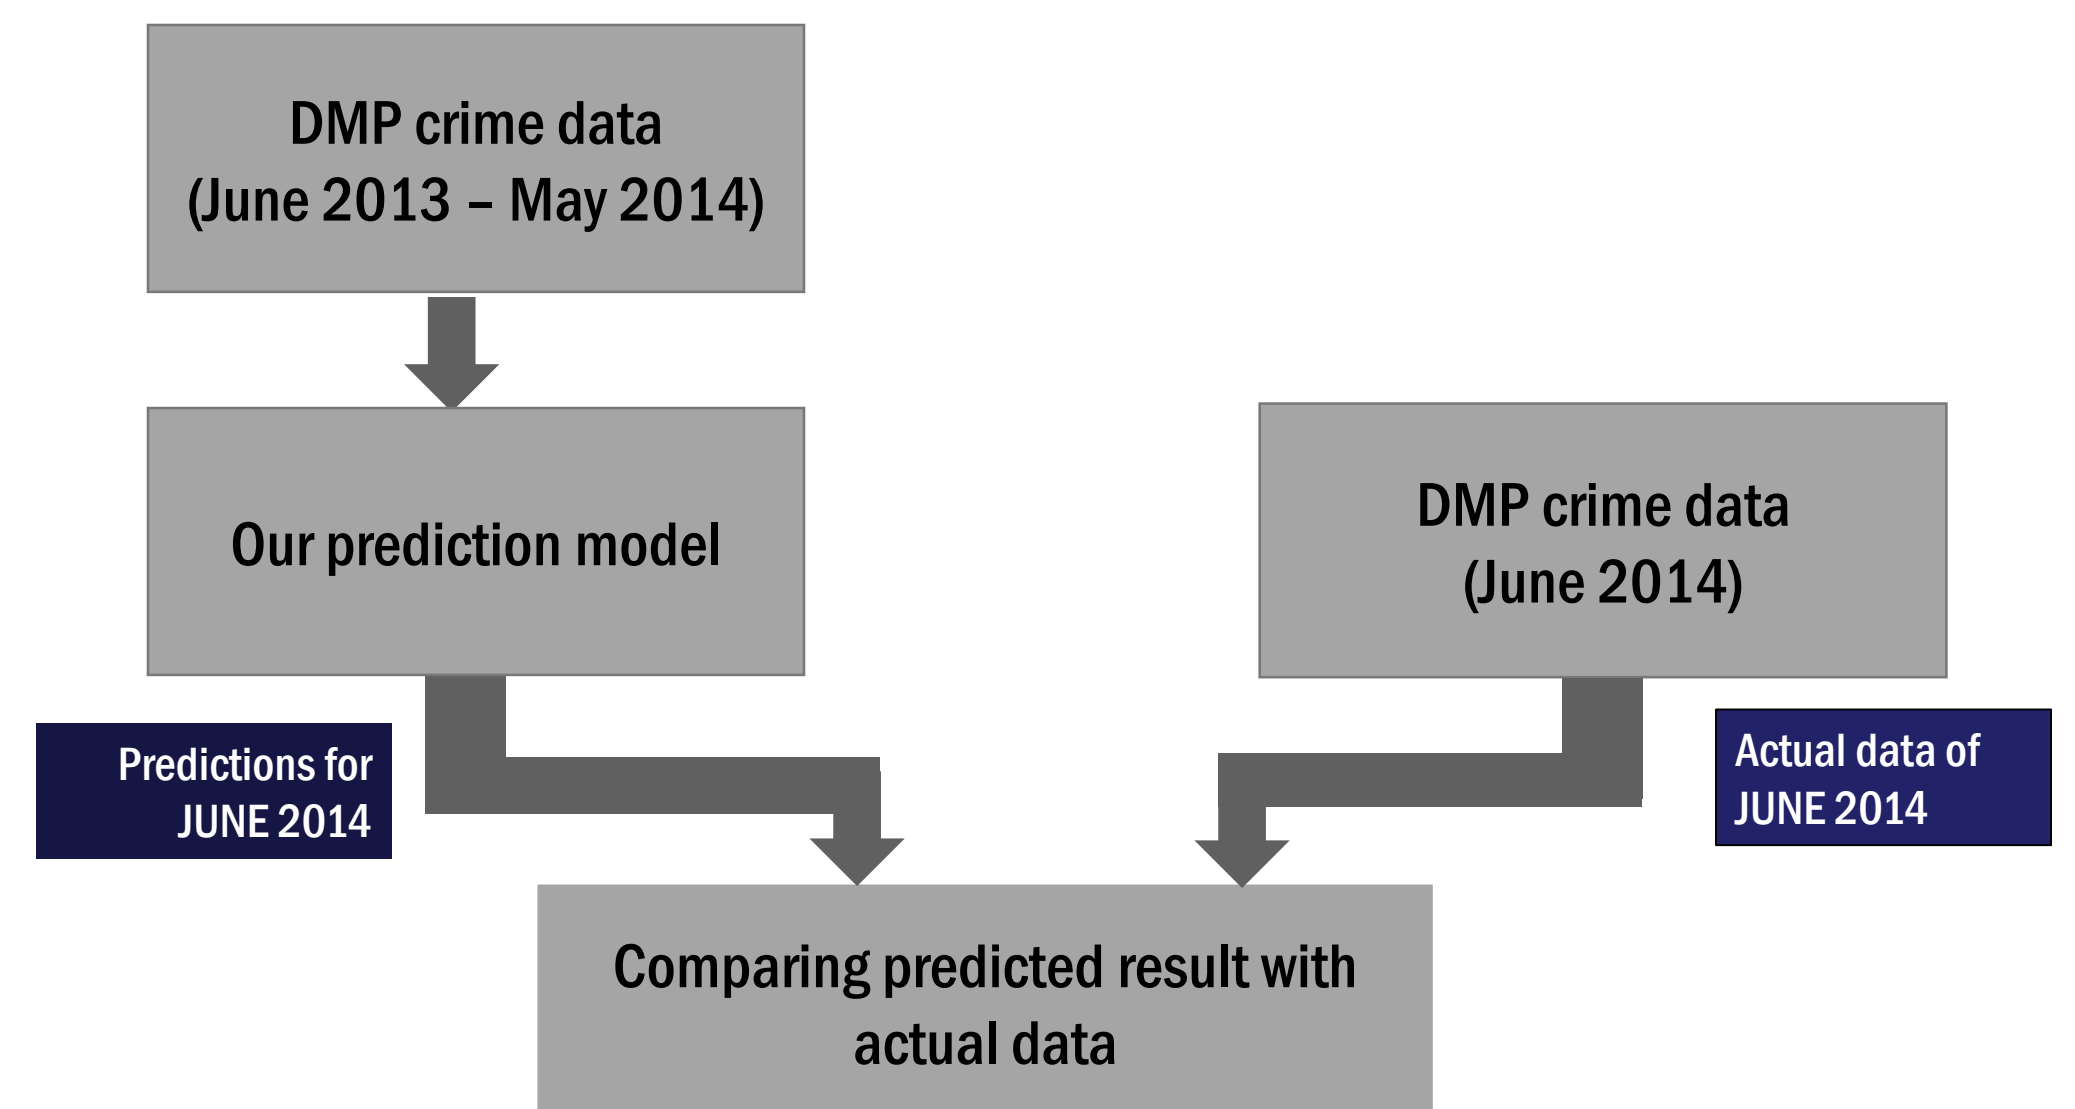 DMP crime data
(June 2013 – May 2014)
Our prediction model
DMP crime data
(June 2014)
Predictions for
JUNE 2014
Actual data of
JUNE 2014
Comparing predicted result with
actual data